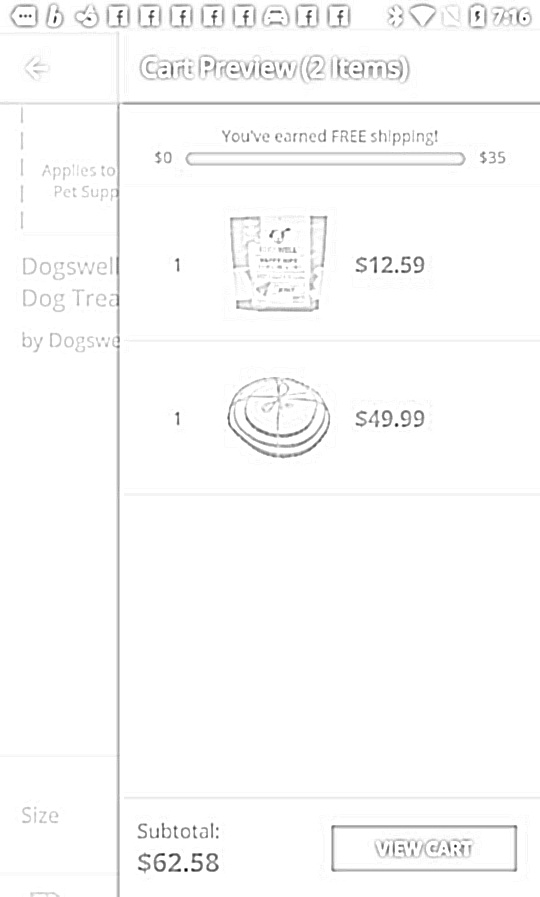 7:16
Cart Preview (2 Items)
You've earned FREE shipping!
$0 $35
Applies to
Pet Supp
Dogswell
Dog Trea
by Dogswe
1 $12.59
1 $49.99
Size
Subtotal:
$62.58
VIEW CART